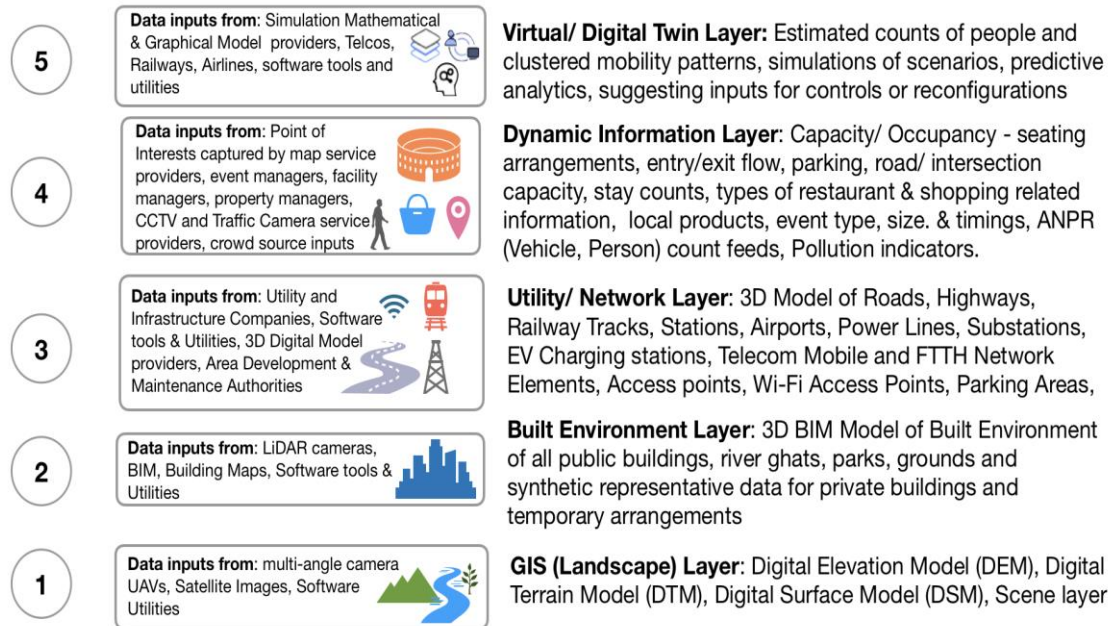 5
Data inputs from: Simulation Mathematical
& Graphical Model providers, Telcos,
Railways, Airlines, software tools and
utilities
Virtual/ Digital Twin Layer: Estimated counts of people and
clustered mobility patterns, simulations of scenarios, predictive
analytics, suggesting inputs for controls or reconfigurations
4
Data inputs from: Point of
Interests captured by map service
providers, event managers, facility
managers, property managers,
CCTV and Traffic Camera service
providers, crowd source inputs
Dynamic Information Layer: Capacity/ Occupancy - seating
arrangements, entry/exit flow, parking, road/ intersection
capacity, stay counts, types of restaurant & shopping related
information, local products, event type, size. & timings, ANPR
(Vehicle, Person) count feeds, Pollution indicators.
3
Data inputs from: Utility and
Infrastructure Companies, Software
tools & Utilities, 3D Digital Model
providers, Area Development &
Maintenance Authorities
Utility/ Network Layer: 3D Model of Roads, Highways,
Railway Tracks, Stations, Airports, Power Lines, Substations,
EV Charging stations, Telecom Mobile and FTTH Network
Elements, Access points, Wi-Fi Access Points, Parking Areas,
2
Data inputs from: LiDAR cameras,
BIM, Building Maps, Software tools &
Utilities
Built Environment Layer: 3D BIM Model of Built Environment
of all public buildings, river ghats, parks, grounds and
synthetic representative data for private buildings and
temporary arrangements
1
Data inputs from: multi-angle camera
UAVs, Satellite Images, Software
Utilities
GIS (Landscape) Layer: Digital Elevation Model (DEM), Digital
Terrain Model (DTM), Digital Surface Model (DSM), Scene layer